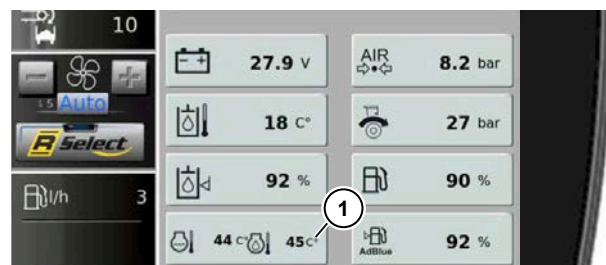 10
27.9 V
AIR
8.2 bar
Auto
18 C°
27 bar
R Select
92 %
90 %
l/h 3
1
44 C° 45 C°
AdBlue
92 %